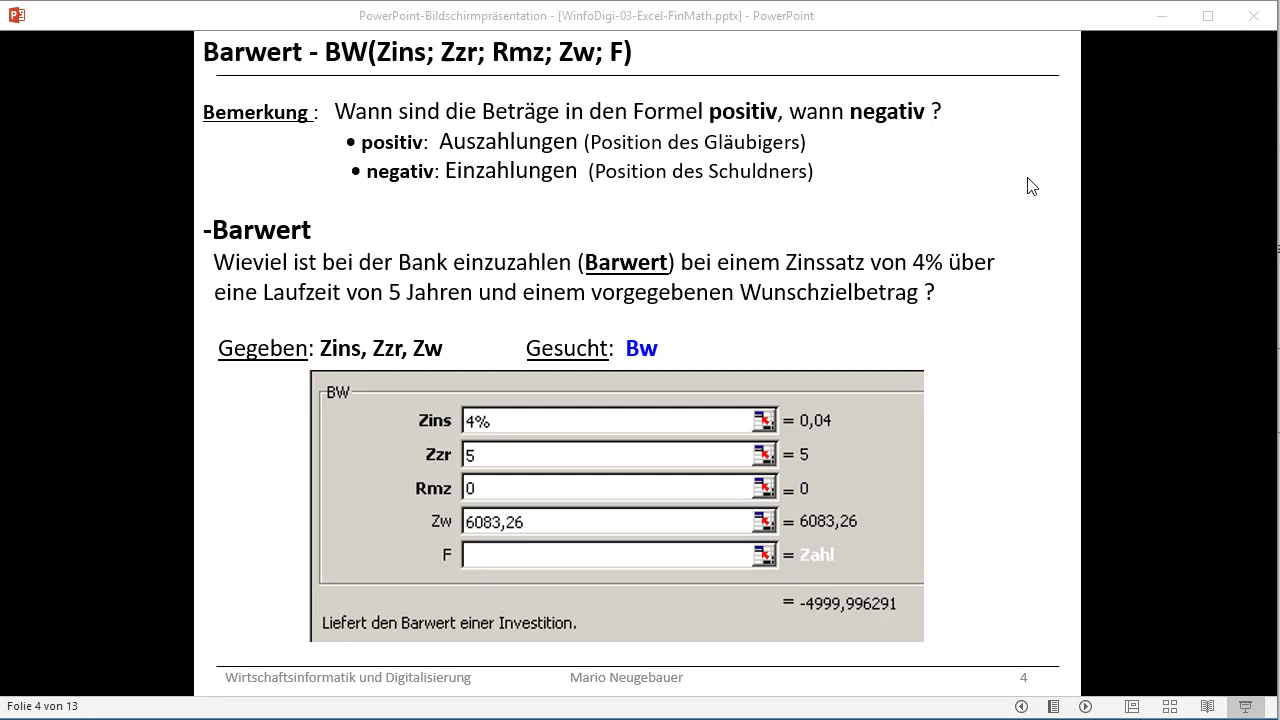 PowerPoint-Bildschirmpräsentation - [WinfoDigi-03-Excel-FinMath.pptx] - PowerPoint
Barwert - BW(Zins; Zzr; Rmz; Zw; F)
Bemerkung : Wann sind die Beträge in den Formel positiv, wann negativ ?
• positiv: Auszahlungen (Position des Gläubigers)
• negativ: Einzahlungen (Position des Schuldners)
-Barwert
Wieviel ist bei der Bank einzuzahlen (Barwert) bei einem Zinssatz von 4% über
eine Laufzeit von 5 Jahren und einem vorgegebenen Wunschzielbetrag ?
Gegeben: Zins, Zzr, Zw Gesucht: Bw
BW
Zins 4% = 0,04
Zzr 5 = 5
Rmz 0 = 0
Zw 6083,26 = 6083,26
F = Zahl
= -4999,996291
Liefert den Barwert einer Investition.
Wirtschaftsinformatik und Digitalisierung Mario Neugebauer 4
Folie 4 von 13